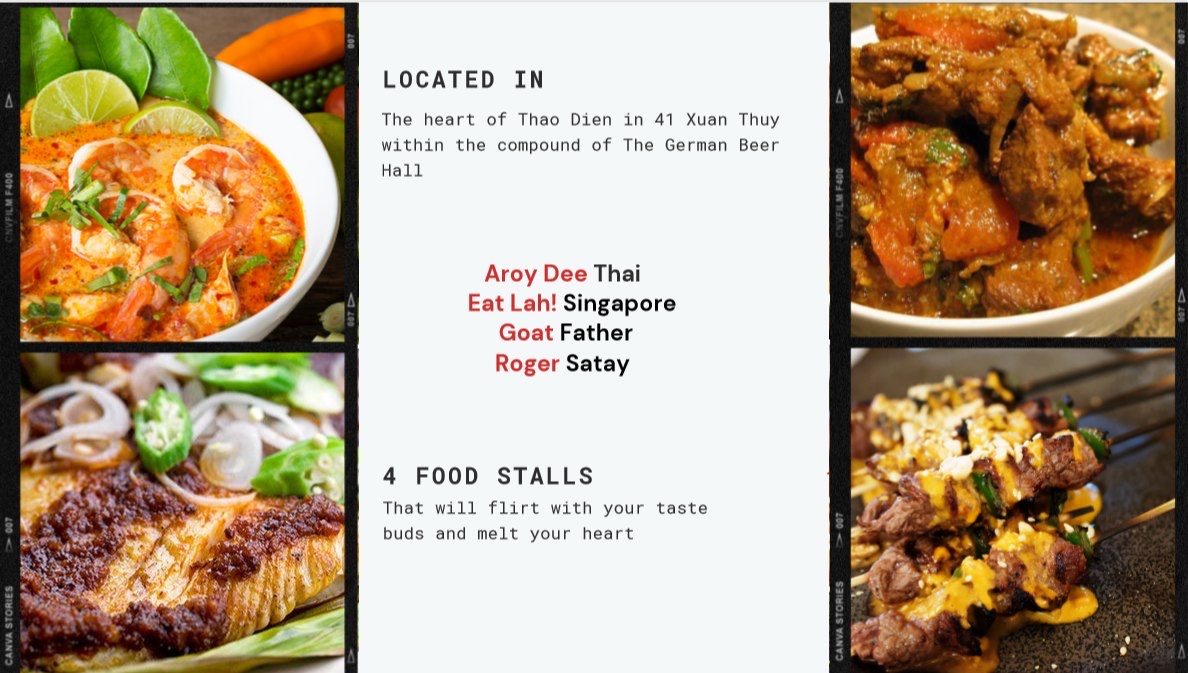 LOCATED IN
The heart of Thao Dien in 41 Xuan Thuy
within the compound of The German Beer
Hall
Aroy Dee Thai
Eat Lah! Singapore
Goat Father
Roger Satay
4 FOOD STALLS
That will flirt with your taste
buds and melt your heart
007
CNVFILM F400
007
007
CANVA STORIES
007
CNVFILM F400
007
007
CANVA STORIES